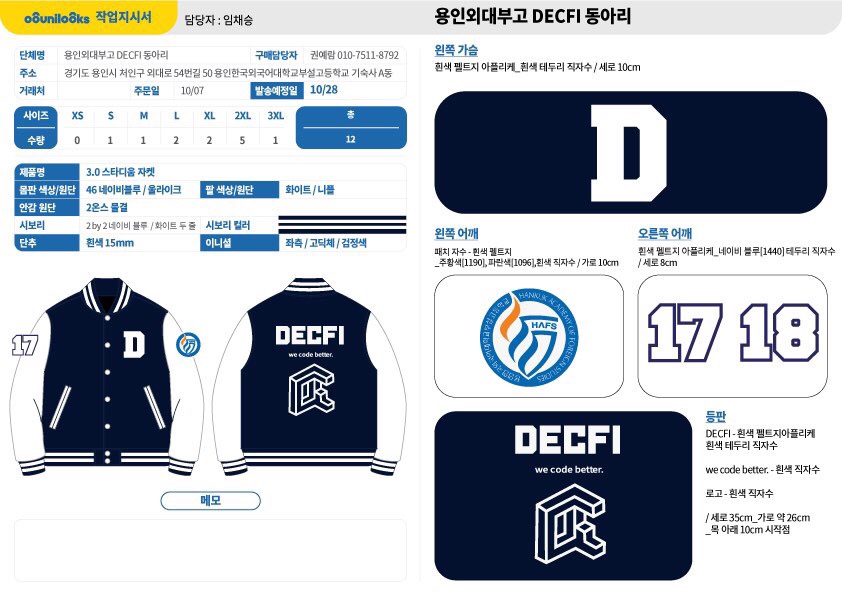 ounilooks 작업지시서
담당자 : 임채승
용인외대부고 DECFI 동아리
단체명 용인외대부고 DECFI 동아리 구매담당자 권예람 010-7511-8792
주소 경기도 용인시 처인구 외대로 54번길 50 용인한국외국어대학교부설고등학교 기숙사 A동
거래처 주문일 10/07 발송예정일 10/28
사이즈 XS S M L XL 2XL 3XL 총
수량 0 1 1 2 2 5 1 12
제품명 3.0 스타디움 자켓
몸판 색상/원단 46 네이비블루 / 울라이크 팔 색상/원단 화이트 / 니플
안감 원단 2온스 물결
시보리 2 by 2 네이비 블루 / 화이트 두 줄 시보리 컬러
단추 흰색 15mm 이니셜 좌측 / 고딕체 / 검정색
17
D
DECFI
we code better.
메모
왼쪽 가슴
흰색 펠트지 아플리케_흰색 테두리 직자수 / 세로 10cm
D
왼쪽 어깨
패치 자수 - 흰색 펠트지
_주황색[1190], 파란색[1096],흰색 직자수 / 가로 10cm
HANKUK ACADEMY OF FOREIGN STUDIES
HAFS
오른쪽 어깨
흰색 펠트지 아플리케_네이비 블루[1440] 테두리 직자수
/ 세로 8cm
17 18
DECFI
we code better.
등판
DECFI - 흰색 펠트지아플리케
흰색 테두리 직자수
we code better. - 흰색 직자수
로고 - 흰색 직자수
/ 세로 35cm_가로 약 26cm
_목 아래 10cm 시작점